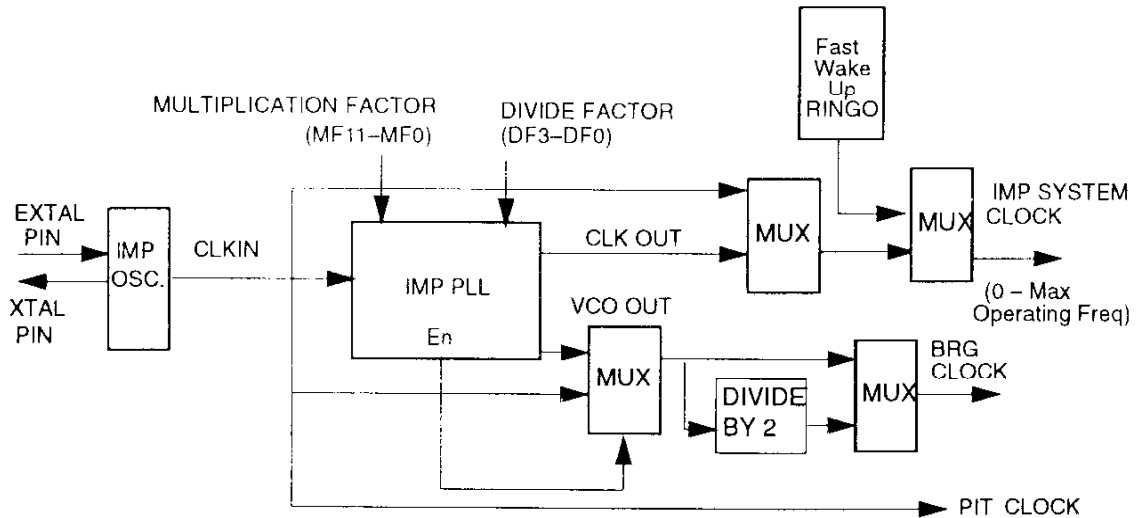 Fast
Wake
Up
RINGO
MULTIPLICATION FACTOR
(MF11–MF0)
DIVIDE FACTOR
(DF3–DF0)
EXTAL
PIN
XTAL
PIN
IMP
OSC.
CLKIN
IMP PLL
En
CLK OUT
VCO OUT
MUX
MUX
IMP SYSTEM
CLOCK
(0 – Max
Operating Freq)
MUX
DIVIDE
BY 2
MUX
BRG
CLOCK
PIT CLOCK